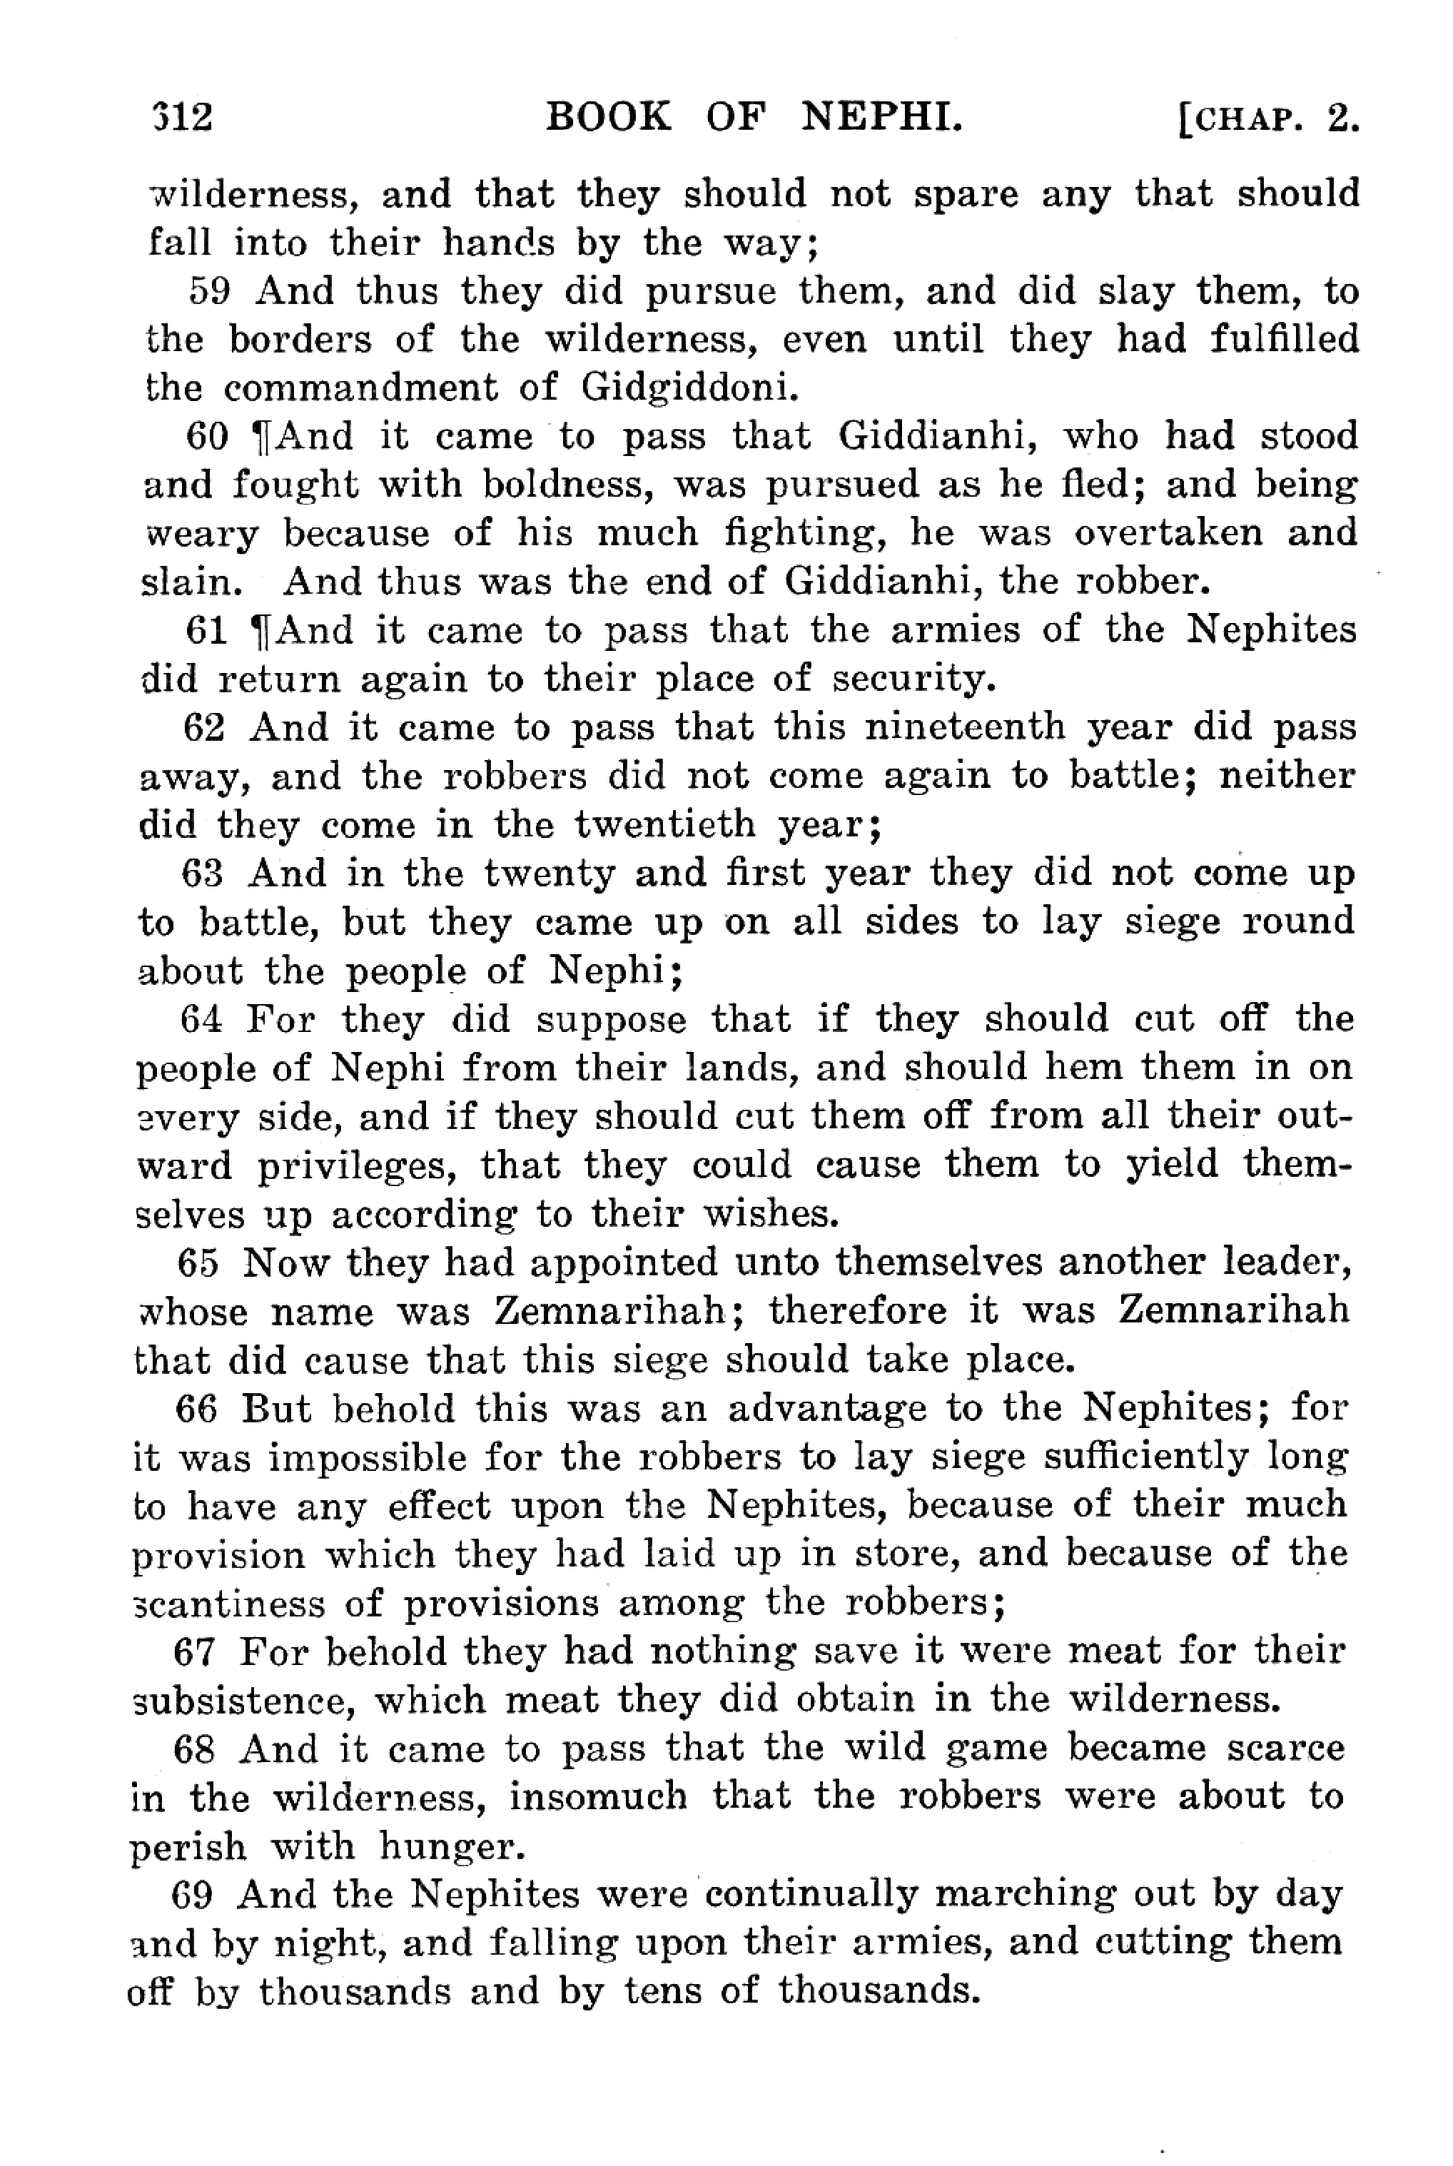 312 BOOK OF NEPHI. [CHAP. 2.
wilderness, and that they should not spare any that should
fall into their hands by the way;
59 And thus they did pursue them, and did slay them, to
the borders of the wilderness, even until they had fulfilled
the commandment of Gidgiddoni.
60 ¶And it came to pass that Giddianhi, who had stood
and fought with boldness, was pursued as he fled; and being
weary because of his much fighting, he was overtaken and
slain. And thus was the end of Giddianhi, the robber.
61 ¶And it came to pass that the armies of the Nephites
did return again to their place of security.
62 And it came to pass that this nineteenth year did pass
away, and the robbers did not come again to battle; neither
did they come in the twentieth year;
63 And in the twenty and first year they did not come up
to battle, but they came up on all sides to lay siege round
about the people of Nephi;
64 For they did suppose that if they should cut off the
people of Nephi from their lands, and should hem them in on
every side, and if they should cut them off from all their out-
ward privileges, that they could cause them to yield them-
selves up according to their wishes.
65 Now they had appointed unto themselves another leader,
whose name was Zemnarihah; therefore it was Zemnarihah
that did cause that this siege should take place.
66 But behold this was an advantage to the Nephites; for
it was impossible for the robbers to lay siege sufficiently long
to have any effect upon the Nephites, because of their much
provision which they had laid up in store, and because of the
scantiness of provisions among the robbers;
67 For behold they had nothing save it were meat for their
subsistence, which meat they did obtain in the wilderness.
68 And it came to pass that the wild game became scarce
in the wilderness, insomuch that the robbers were about to
perish with hunger.
69 And the Nephites were continually marching out by day
and by night, and falling upon their armies, and cutting them
off by thousands and by tens of thousands.